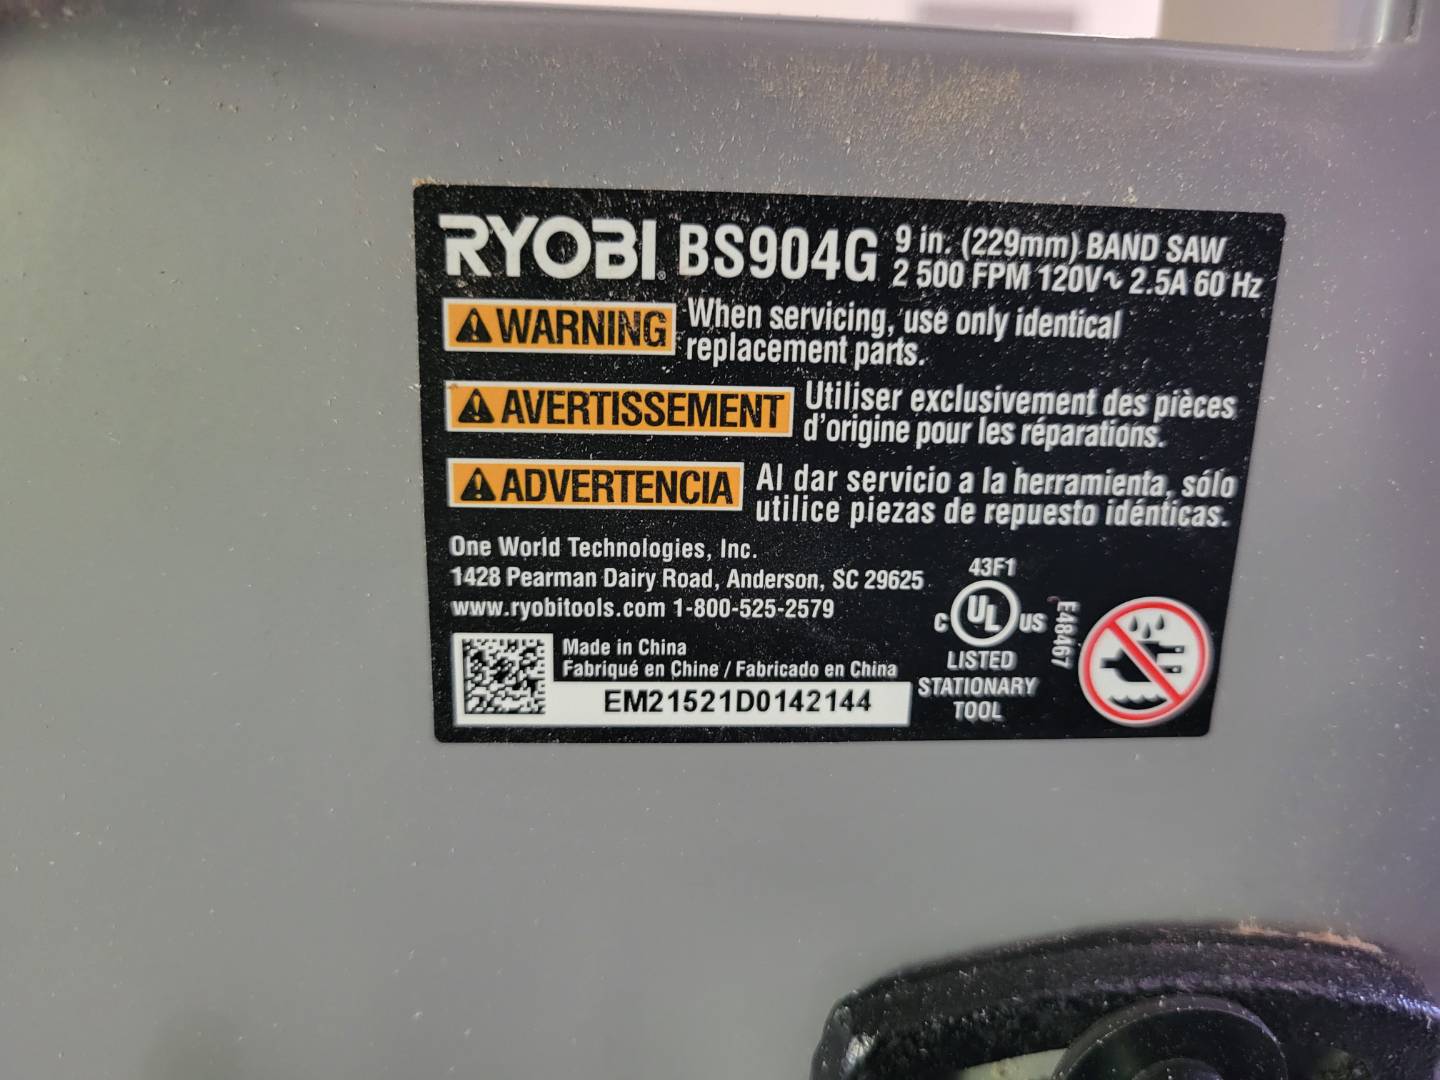 RYOBI BS904G 9 in. (229mm) BAND SAW
2 500 FPM 120V~ 2.5A 60 Hz
WARNING When servicing, use only identical
replacement parts.
AVERTISSEMENT Utiliser exclusivement des pièces
d'origine pour les réparations.
ADVERTENCIA Al dar servicio a la herramienta, sólo
utilice piezas de repuesto idénticas.
One World Technologies, Inc.
1428 Pearman Dairy Road, Anderson, SC 29625
www.ryobitools.com 1-800-525-2579
Made in China
Fabriqué en Chine / Fabricado en China
EM21521D0142144
43F1
C UL US
LISTED
STATIONARY
TOOL
E48467